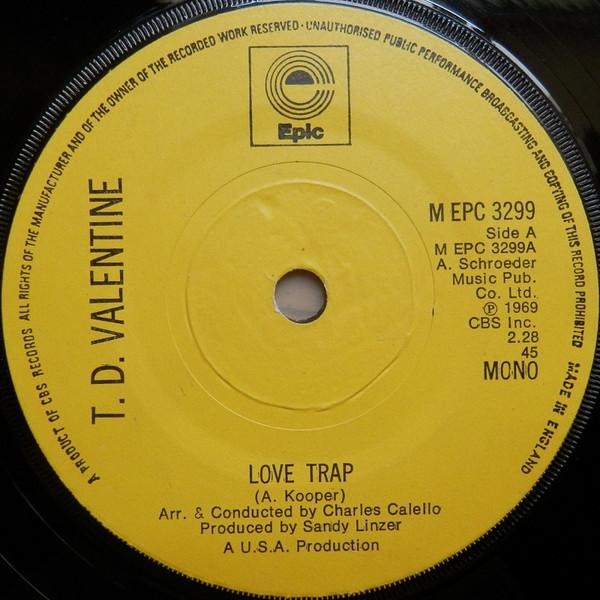 A PRODUCT OF CBS RECORDS ALL RIGHTS OF THE MANUFACTURER AND OF THE OWNER OF THE RECORDED WORK RESERVED · UNAUTHORISED PUBLIC PERFORMANCE BROADCASTING AND COPYING OF THIS RECORD PROHIBITED MADE IN ENGLAND
e
Epic
T. D. VALENTINE
M EPC 3299
Side A
M EPC 3299A
A. Schroeder
Music Pub.
Co. Ltd.
℗ 1969
CBS Inc.
2.28
45
MONO
LOVE TRAP
(A. Kooper)
Arr. & Conducted by Charles Calello
Produced by Sandy Linzer
A U.S.A. Production